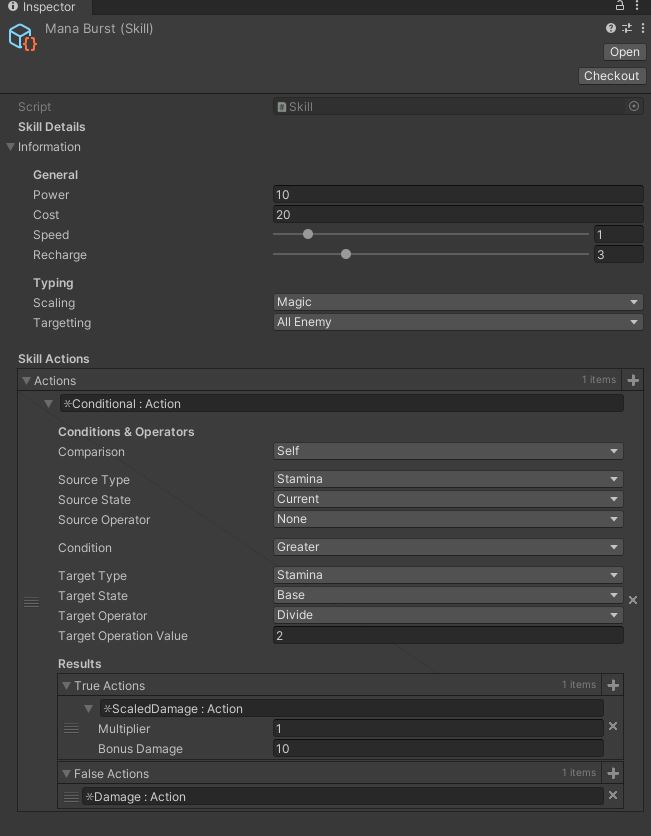 Inspector
Mana Burst (Skill)
Open
Checkout
Script
# Skill
Skill Details
Information
General
Power 10
Cost 20
Speed 1
Recharge 3
Typing
Scaling Magic
Targetting All Enemy
Skill Actions
Actions 1 items
*Conditional : Action
Conditions & Operators
Comparison Self
Source Type Stamina
Source State Current
Source Operator None
Condition Greater
Target Type Stamina
Target State Base
Target Operator Divide
Target Operation Value 2
Results
True Actions 1 items
*ScaledDamage : Action
Multiplier 1
Bonus Damage 10
False Actions 1 items
*Damage : Action